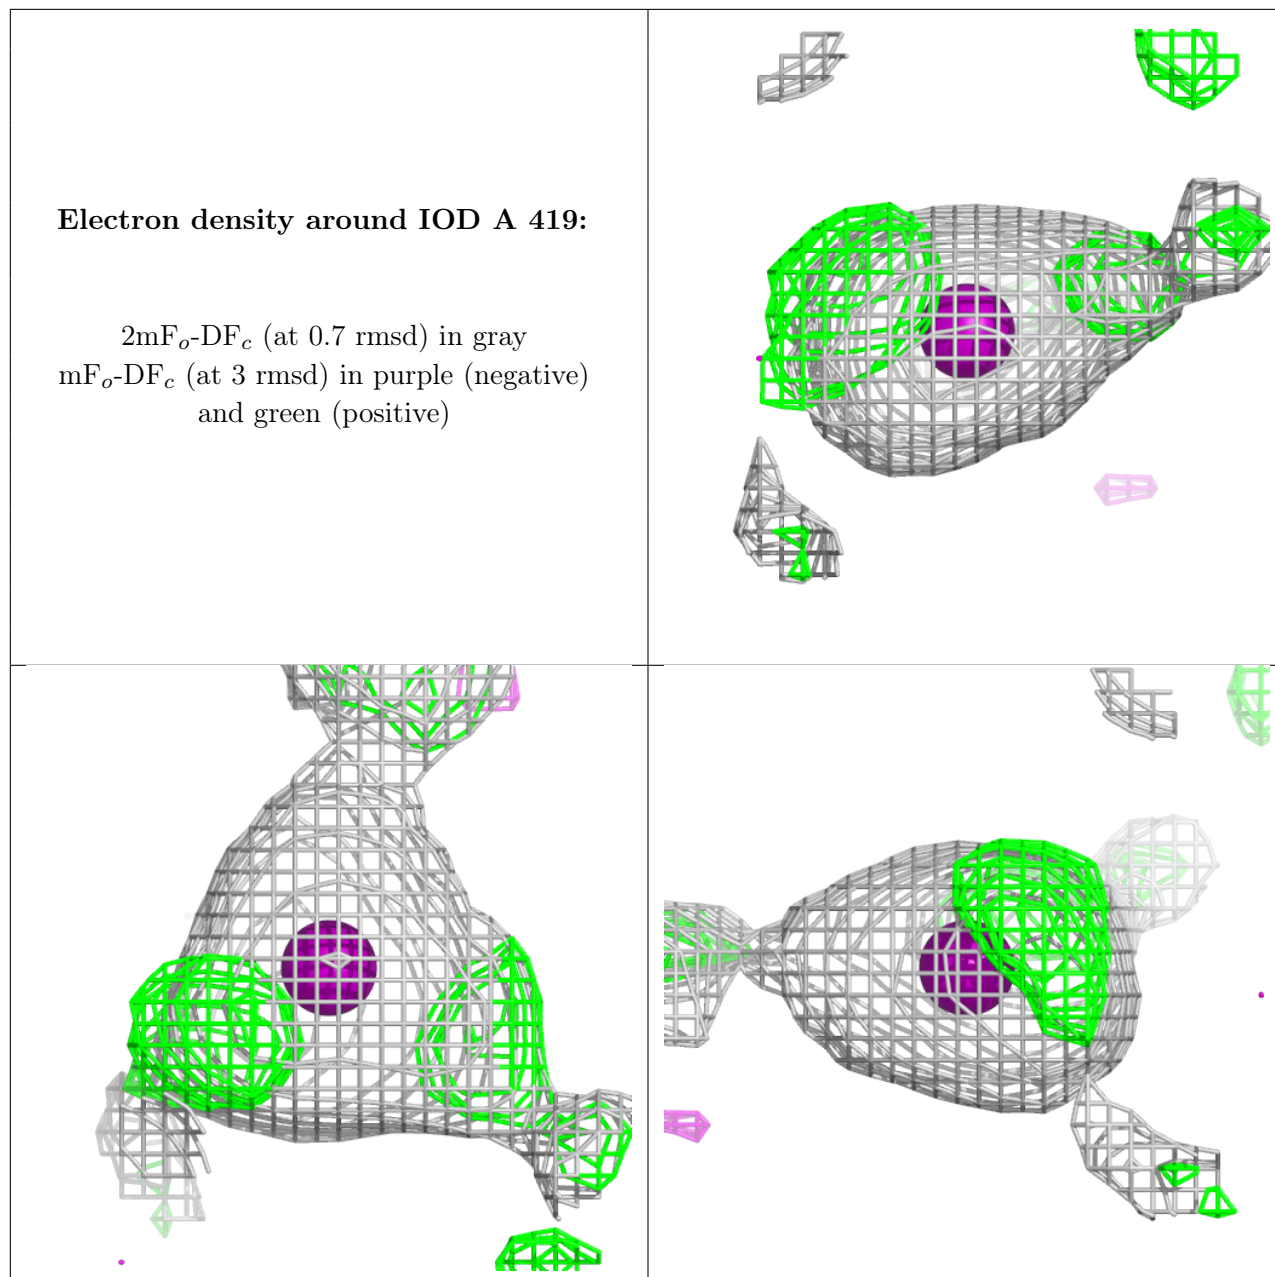 Electron density around IOD A 419:
2mFo-DFc (at 0.7 rmsd) in gray
mFo-DFc (at 3 rmsd) in purple (negative)
and green (positive)